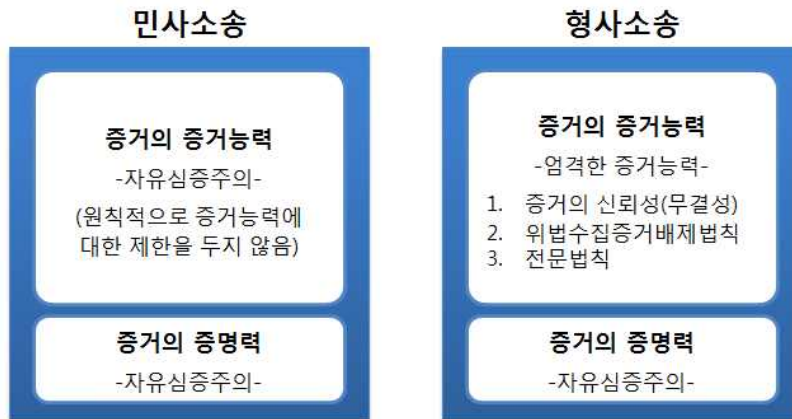 민사소송
증거의 증거능력
-자유심증주의-
(원칙적으로 증거능력에
대한 제한을 두지 않음)
증거의 증명력
-자유심증주의-
형사소송
증거의 증거능력
-엄격한 증거능력-
1. 증거의 신뢰성(무결성)
2. 위법수집증거배제법칙
3. 전문법칙
증거의 증명력
-자유심증주의-